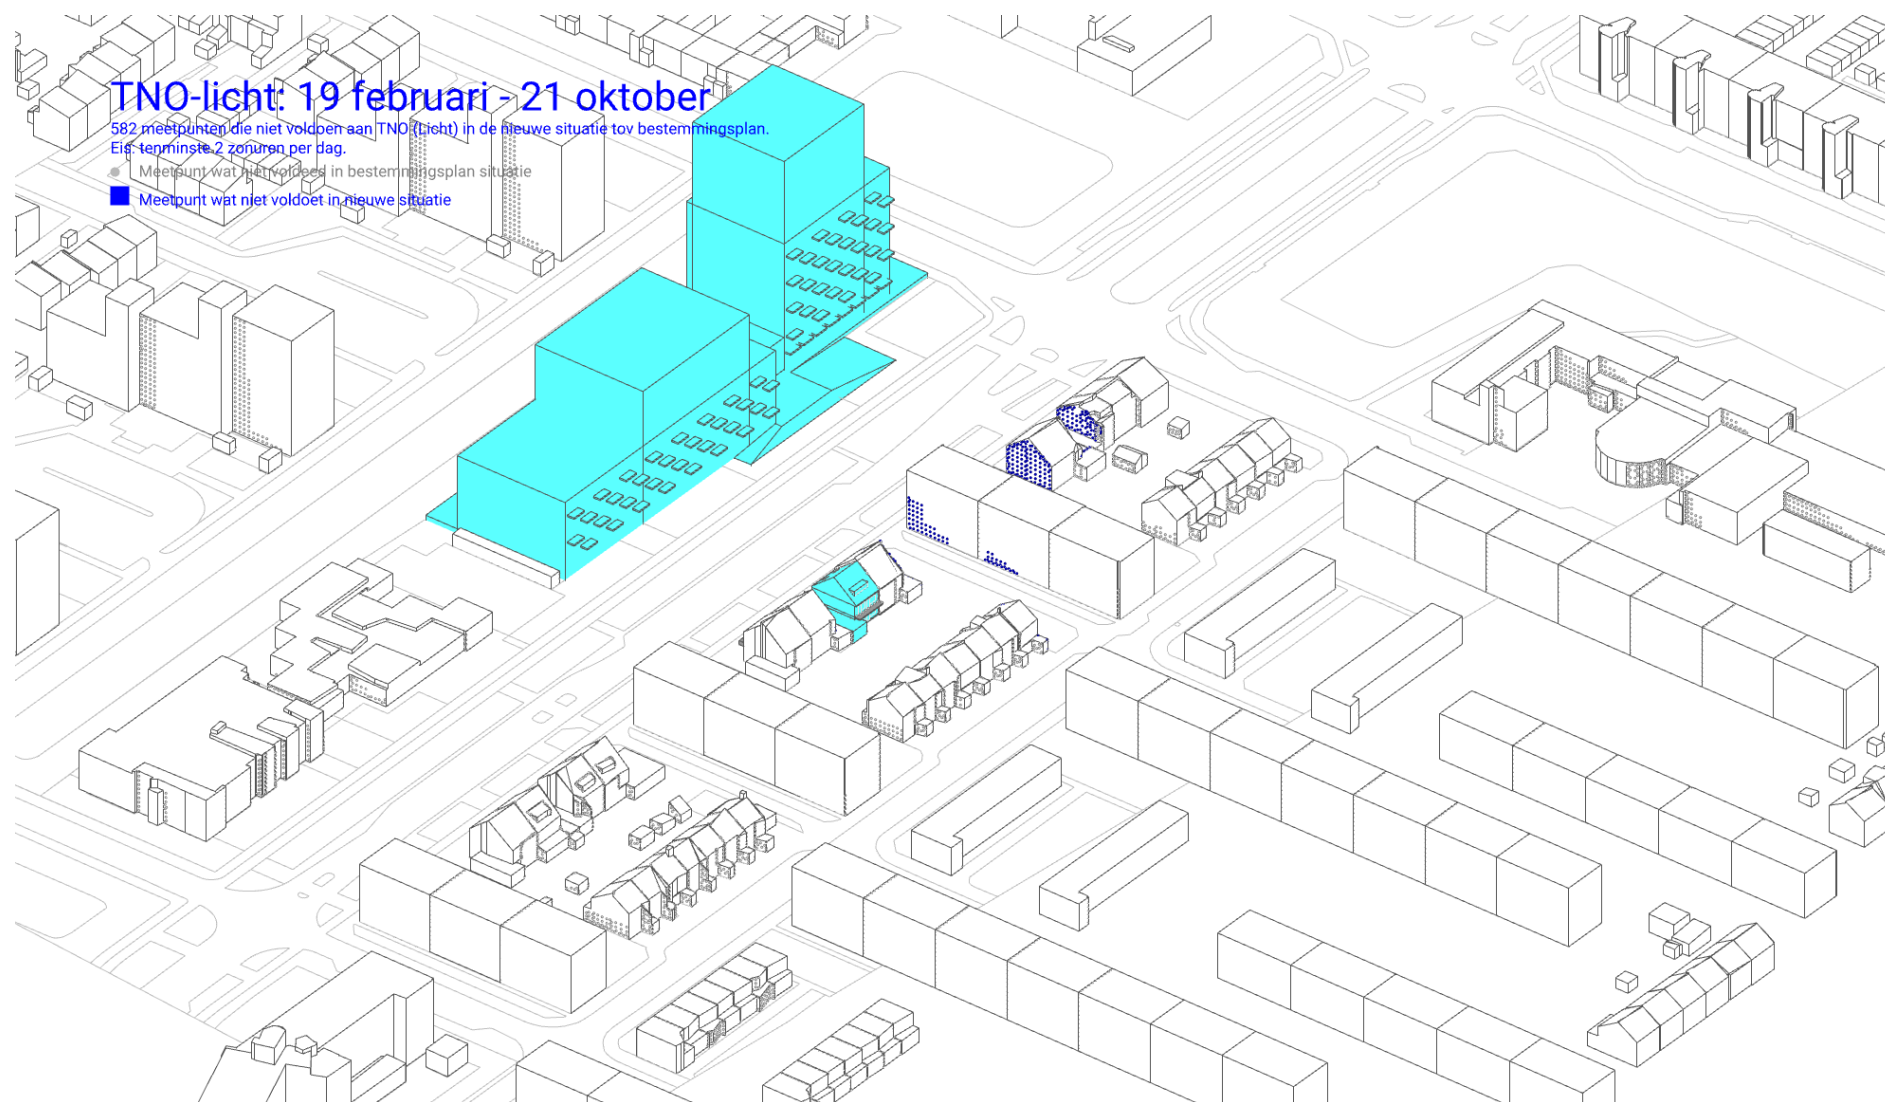 TNO-licht: 19 februari - 21 oktober
582 meetpunten die niet voldoen aan TNO (Licht) in de nieuwe situatie tov bestemmingsplan.
Eis: tenminste 2 zonuren per dag.
Meetpunt wat niet voldoed in bestemmingsplan situatie
Meetpunt wat niet voldoet in nieuwe situatie